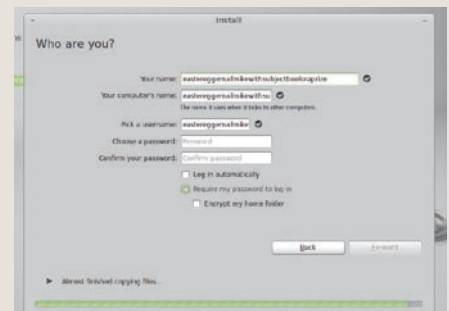 Install
Who are you?
Your name: eastereggemailmikewithsubjectbookzaprize
Your computer's name: eastereggemailmikewithsu
The name it uses when it talks to other computers.
Pick a username: eastereggemailmike
Choose a password: Password
Confirm your password: Confirm password
Log in automatically
Require my password to log in
Encrypt my home folder
Back
Forward
Almost finished copying files...